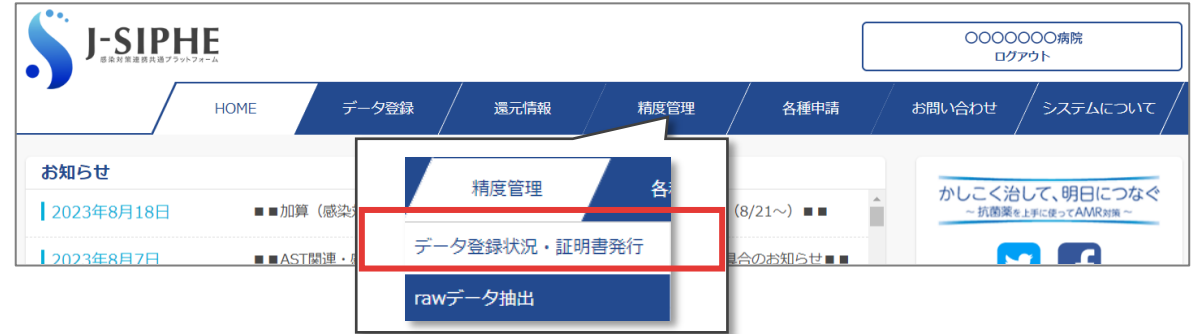 J-SIPHE
感染対策連携共通プラットフォーム
〇〇〇〇〇〇〇病院
ログアウト
HOME
データ登録
還元情報
精度管理
各種申請
お問い合わせ
システムについて
お知らせ
2023年8月18日
■■加算（感染
（8/21～）■■
2023年8月7日
■■AST関連・
具合のお知らせ■■
精度管理
各
データ登録状況・証明書発行
rawデータ抽出
かしこく治して、明日につなぐ
～抗菌薬を上手に使ってAMR対策～